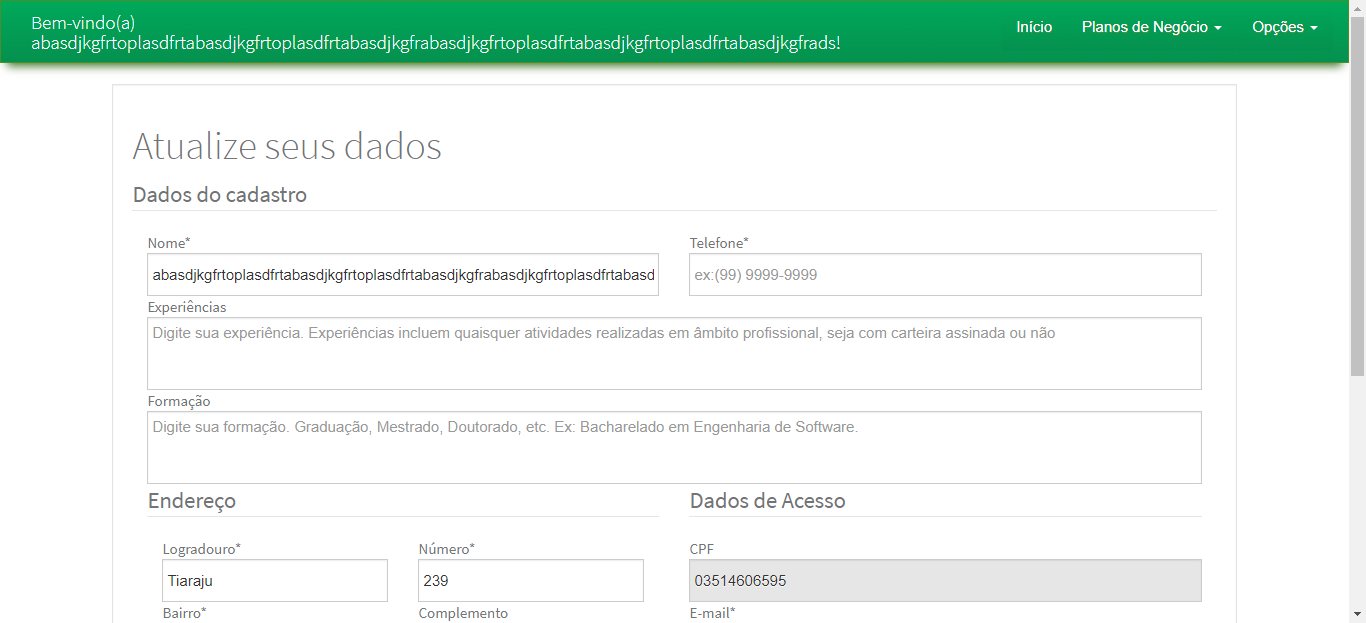 Bem-vindo(a)
abasdjkgfrtoplasdfrtabasdjkgfrtoplasdfrtabasdjkgfrabasdjkgfrtoplasdfrtabasdjkgfrtoplasdfrtabasdjkgfrads!
Início Planos de Negócio Opções
Atualize seus dados
Dados do cadastro
Nome* Telefone*
abasdjkgfrtoplasdfrtabasdjkgfrtoplasdfrtabasdjkgfrabasdjkgfrtoplasdfrtabasd ex:(99) 9999-9999
Experiências
Digite sua experiência. Experiências incluem quaisquer atividades realizadas em âmbito profissional, seja com carteira assinada ou não
Formação
Digite sua formação. Graduação, Mestrado, Doutorado, etc. Ex: Bacharelado em Engenharia de Software.
Endereço Dados de Acesso
Logradouro* Número* CPF
Tiaraju 239 03514606595
Bairro* Complemento E-mail*